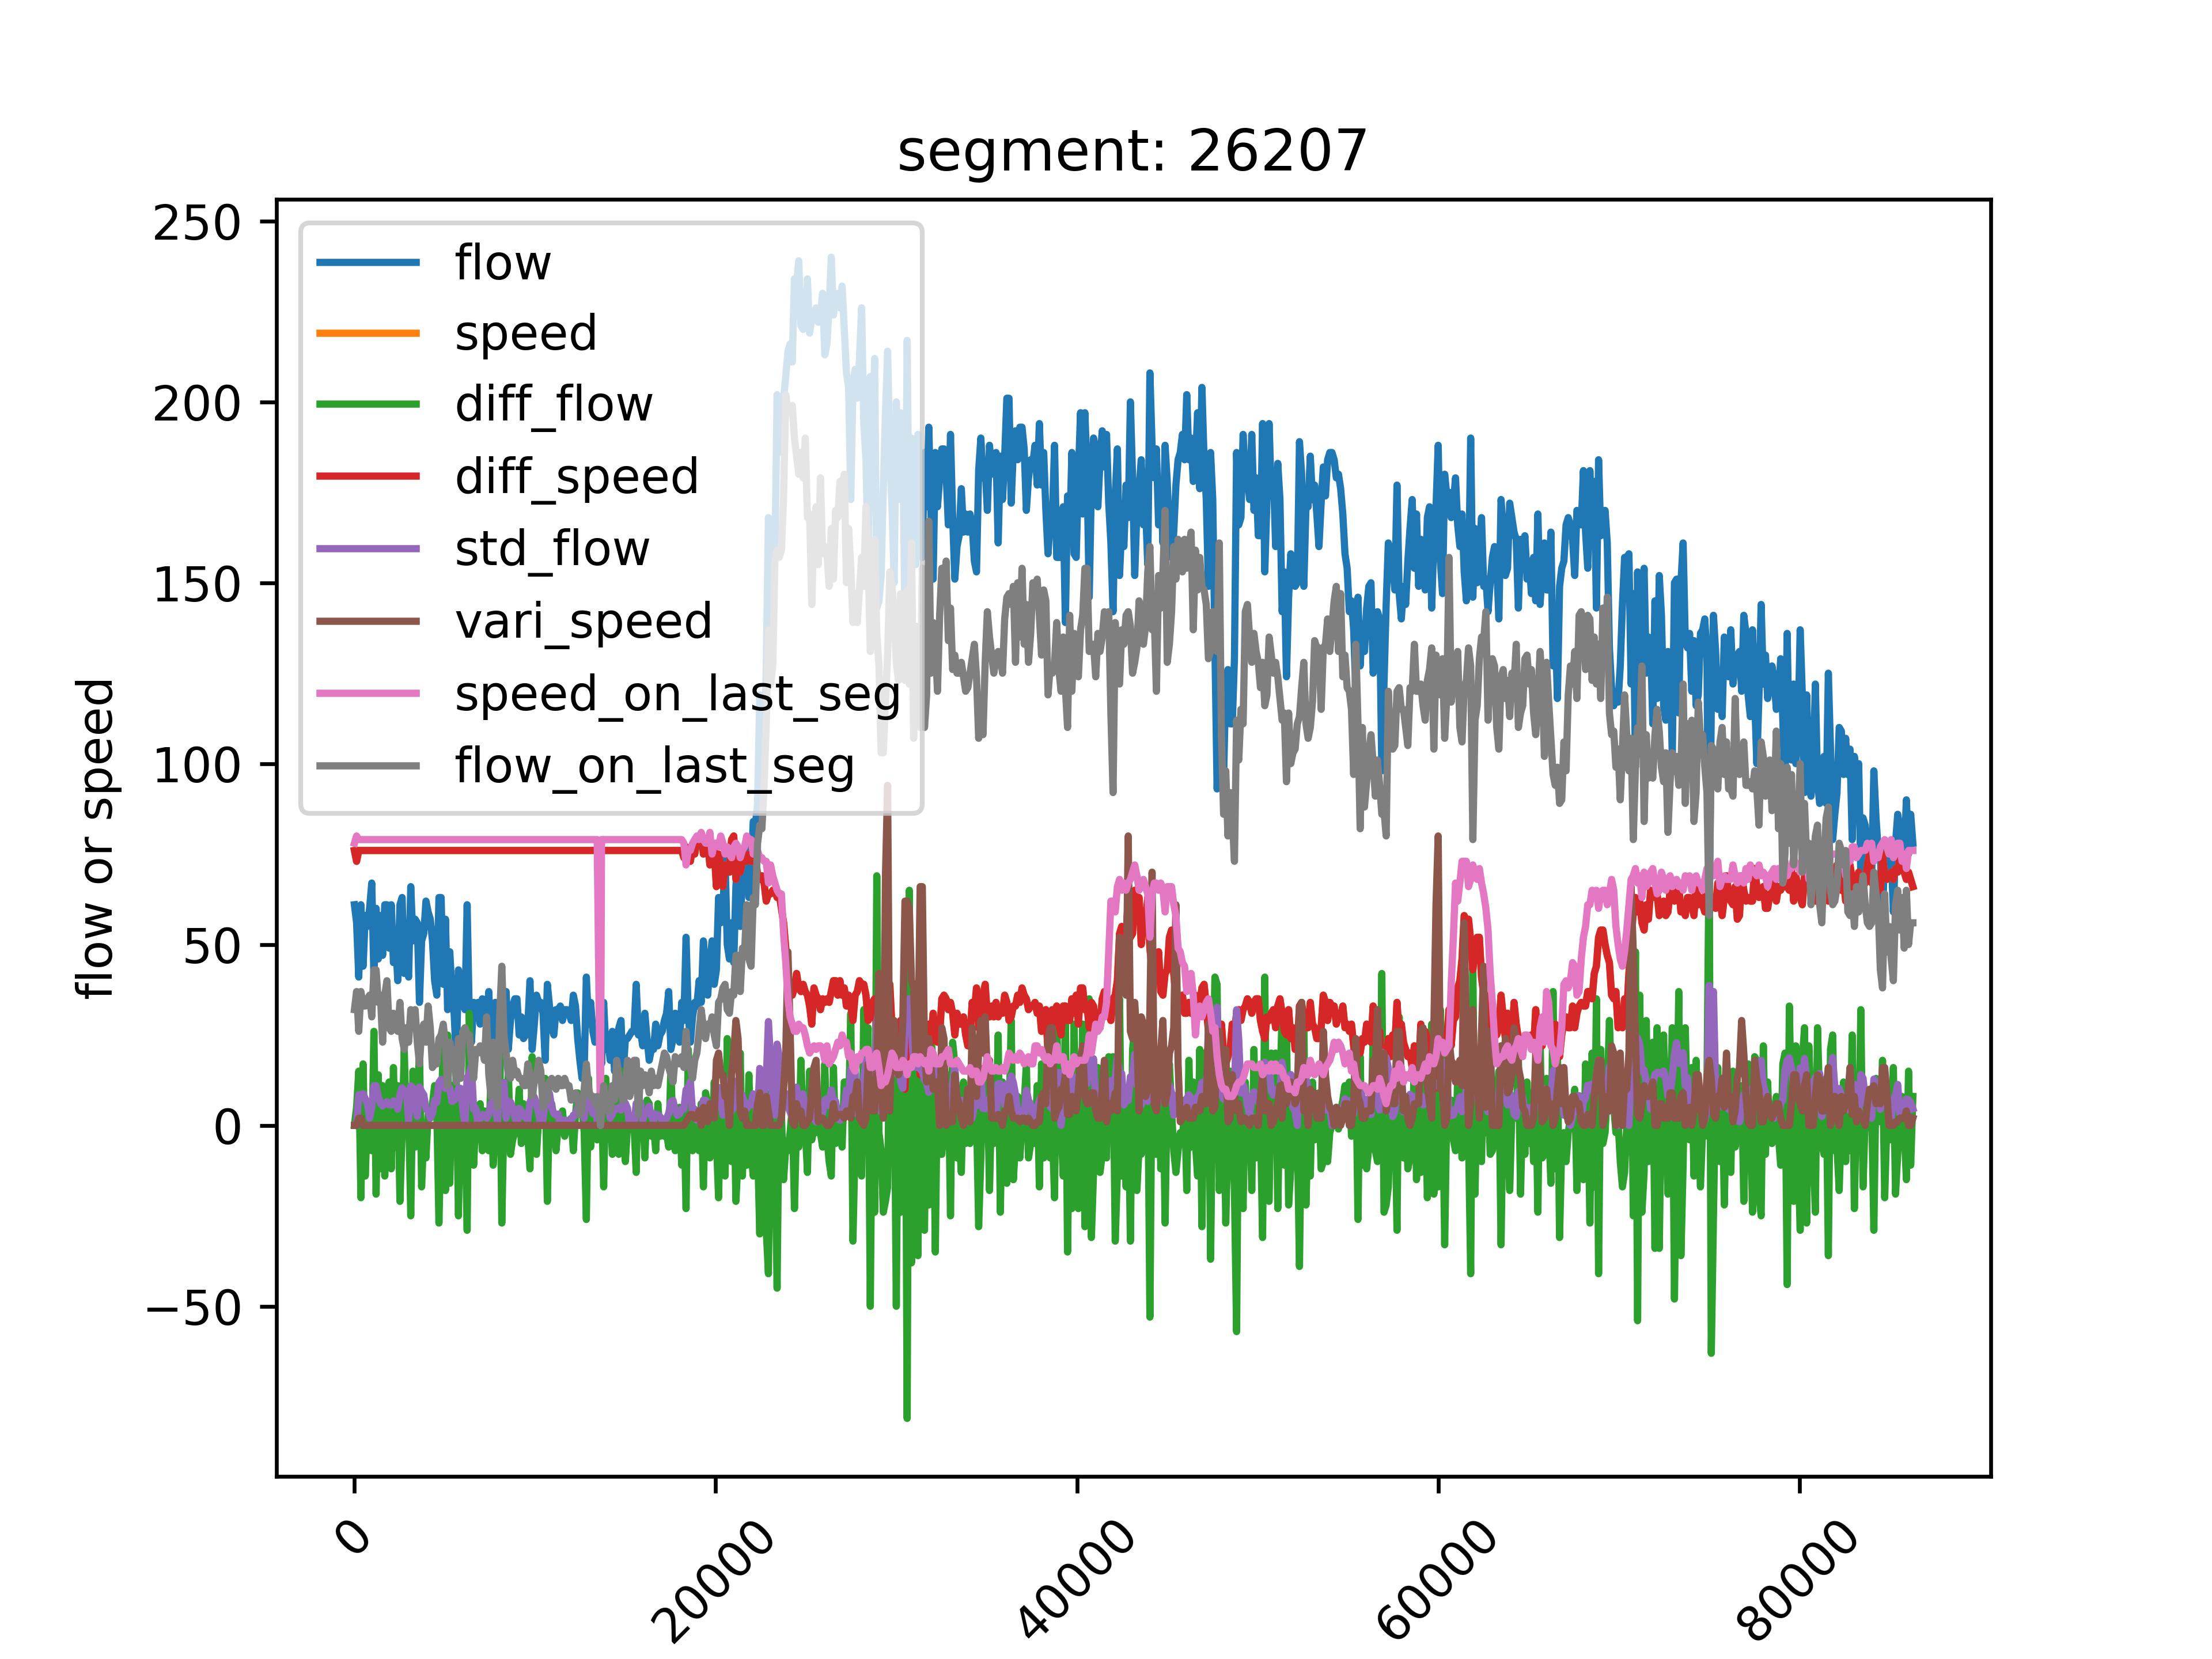 segment: 26207
250
200
150
100
50
0
−50
flow or speed
flow
speed
diff_flow
diff_speed
std_flow
vari_speed
speed_on_last_seg
flow_on_last_seg
0
20000
40000
60000
80000